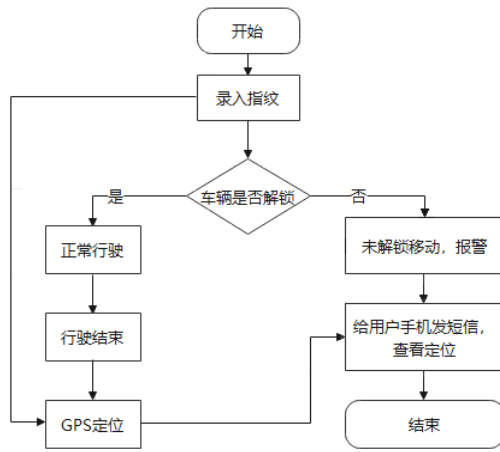 开始
录入指纹
车辆是否解锁
是
否
正常行驶
未解锁移动，报警
行驶结束
给用户手机发短信，
查看定位
GPS定位
结束